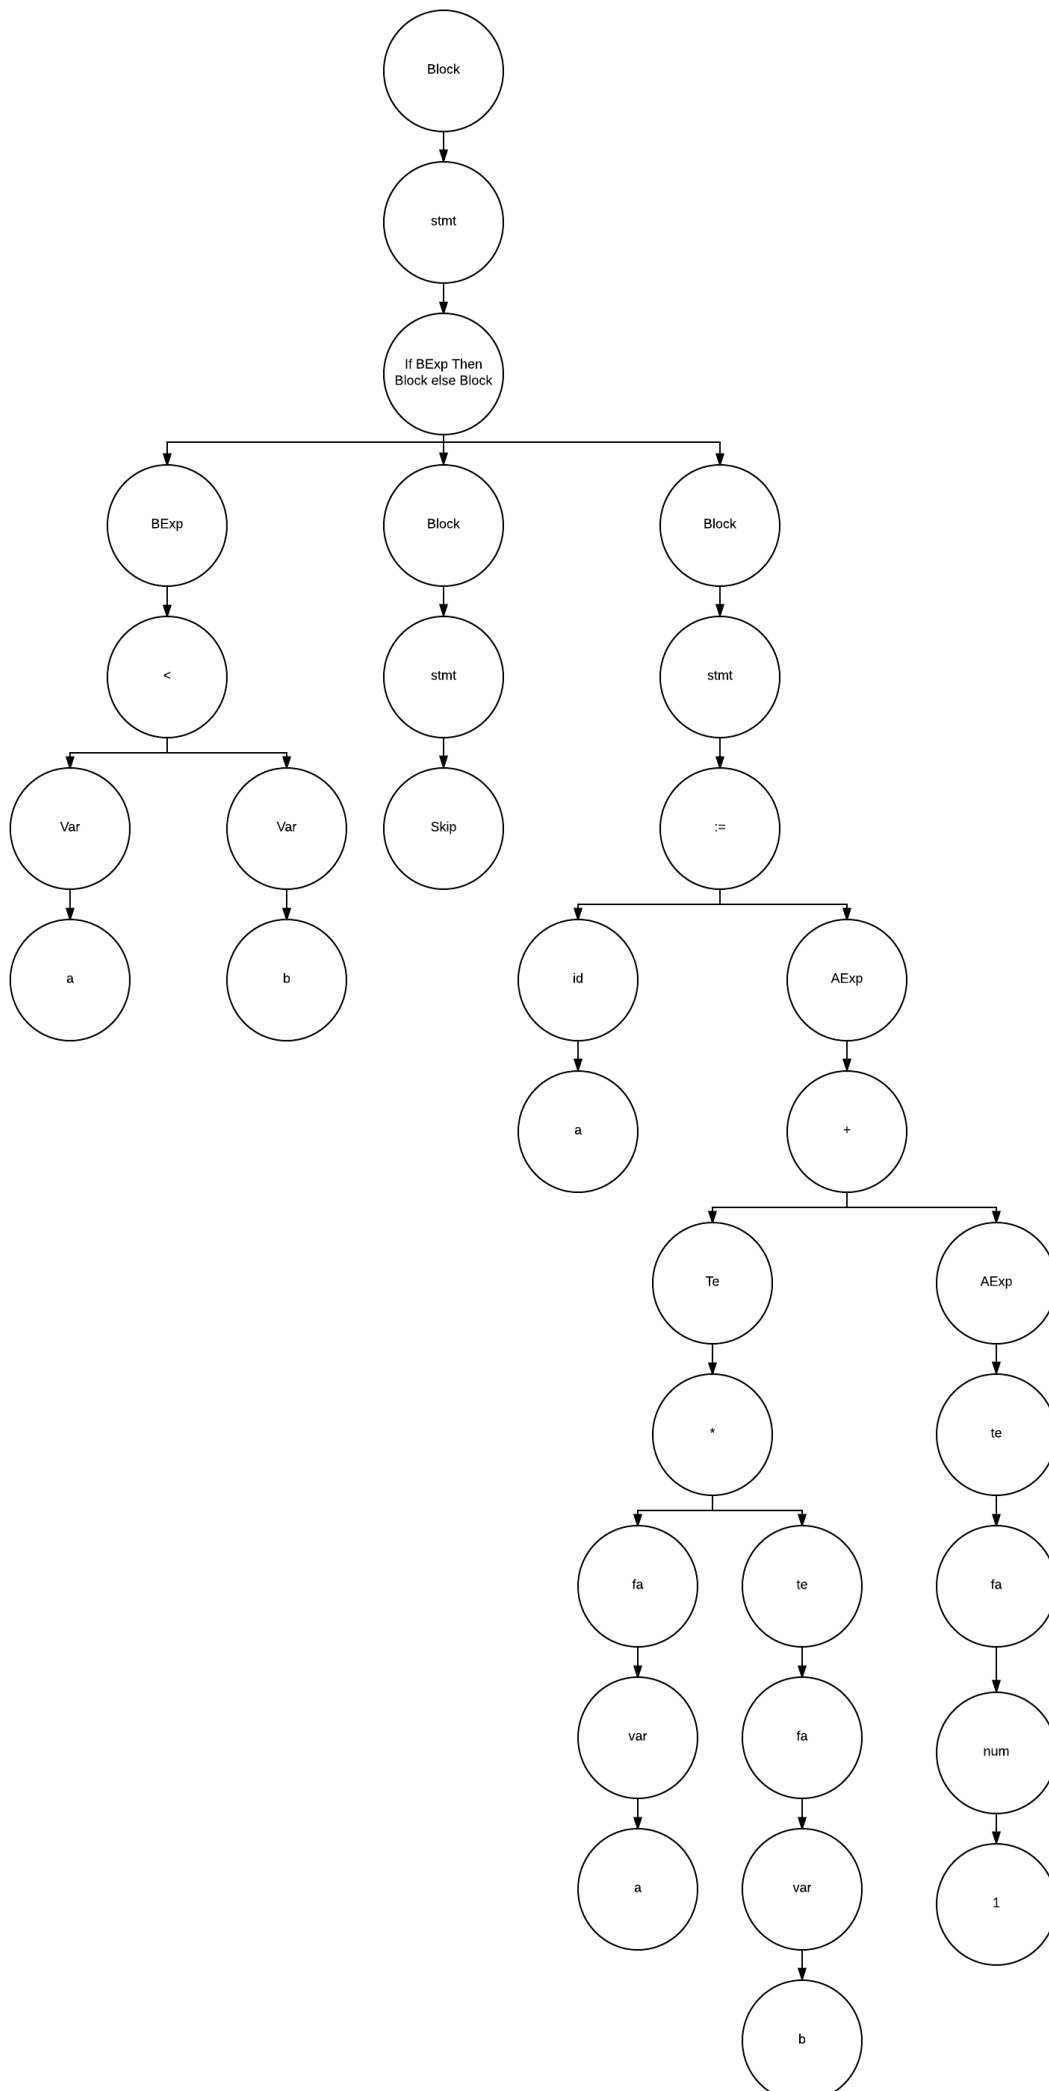 Block
stmt
If BExp Then
Block else Block
BExp
Block
Block
<
stmt
stmt
Var
Var
Skip
:=
a
b
id
AExp
a
+
Te
AExp
*
te
fa
te
fa
var
fa
num
a
var
1
b